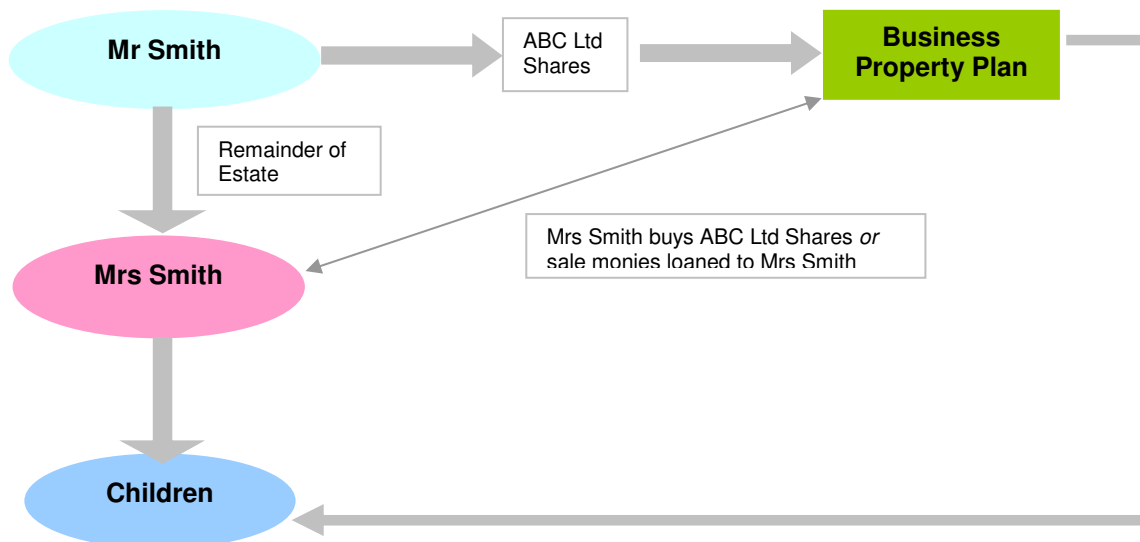 Mr Smith
ABC Ltd
Shares
Business
Property Plan
Remainder of
Estate
Mrs Smith buys ABC Ltd Shares or
sale monies loaned to Mrs Smith
Mrs Smith
Children